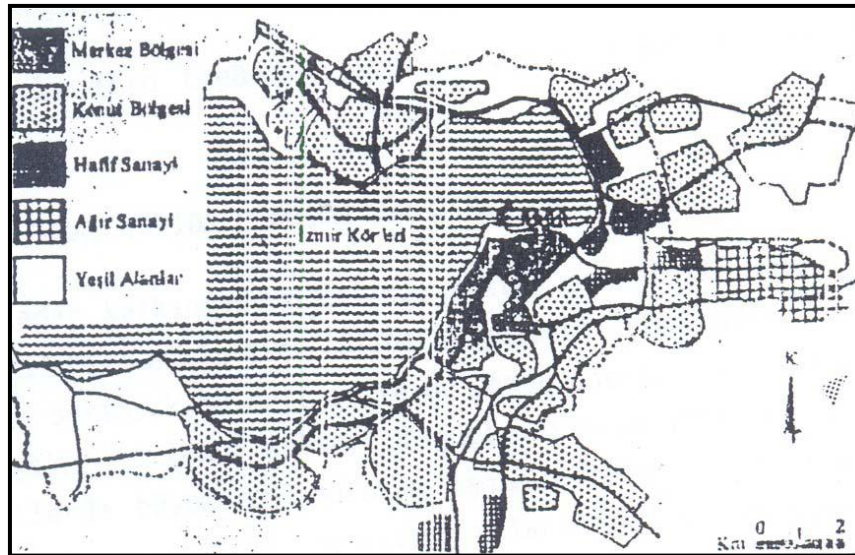 Merkez Bölgesi
Konut Bölgesi
Hafif Sanayi
Ağır Sanayi
Yeşil Alanlar
İzmir Körfezi
K
0 1 2
Km